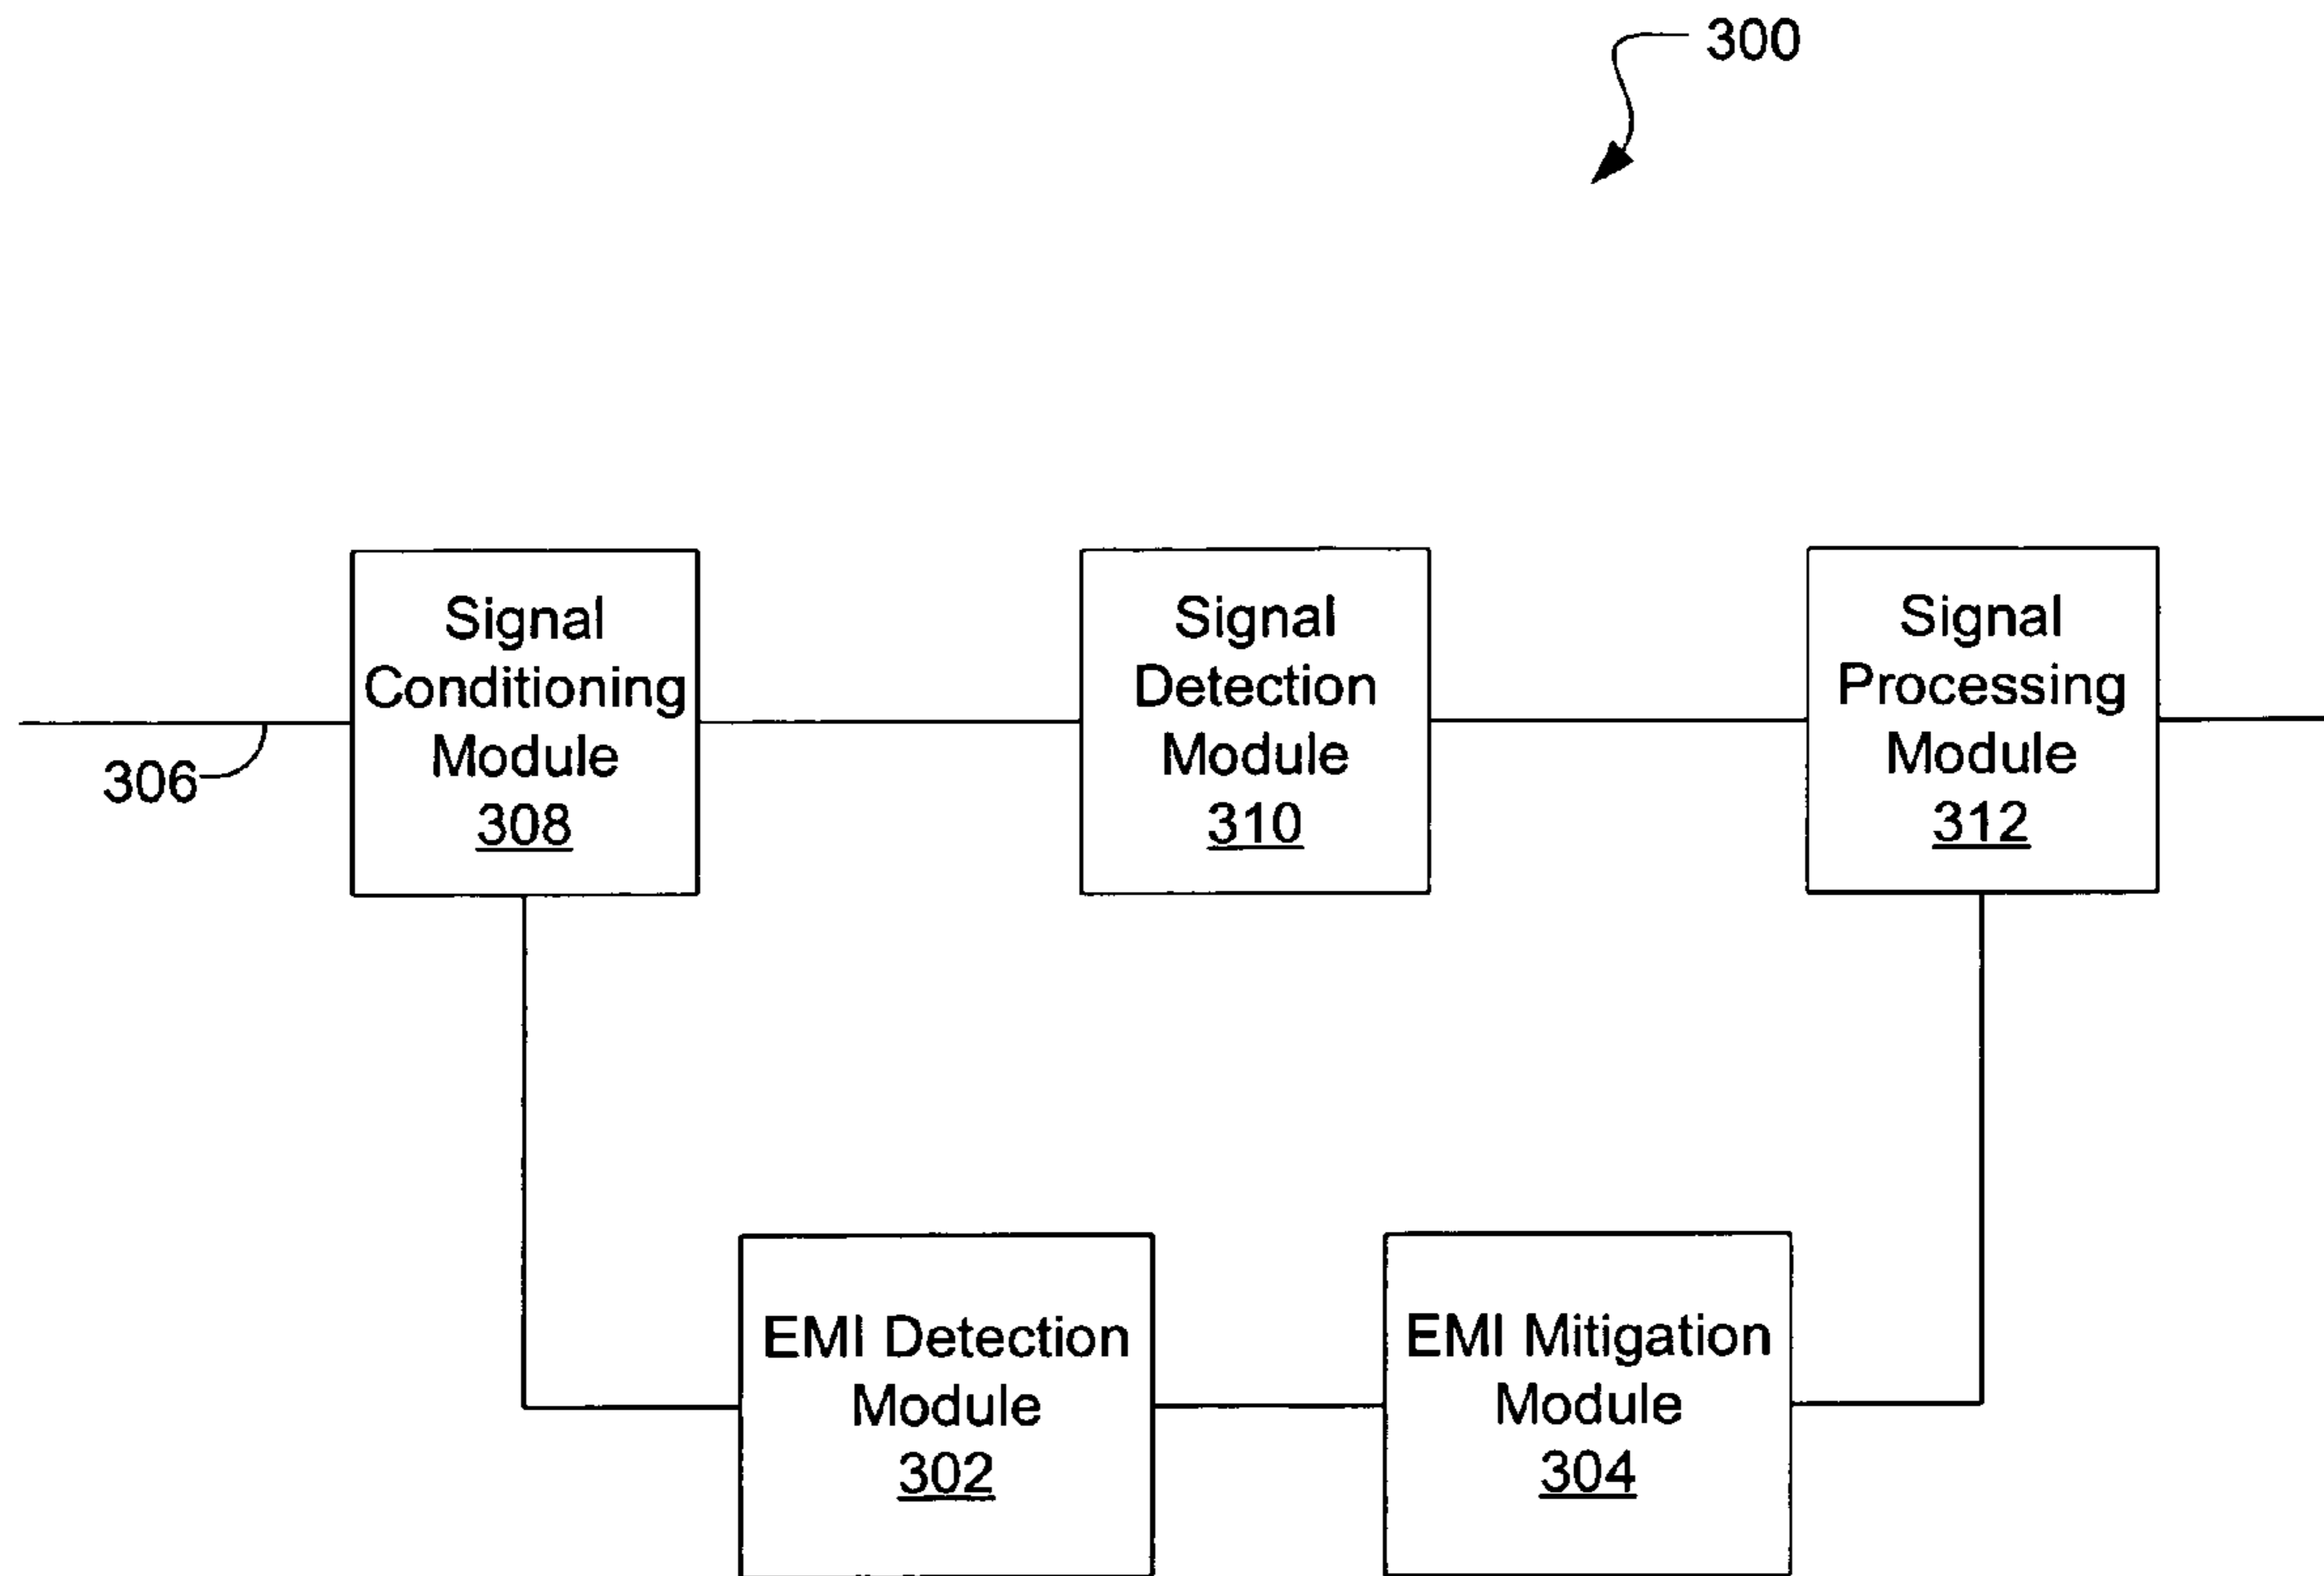 300
Signal
Conditioning
Module
308
Signal
Detection
Module
310
Signal
Processing
Module
312
306
EMI Detection
Module
302
EMI Mitigation
Module
304